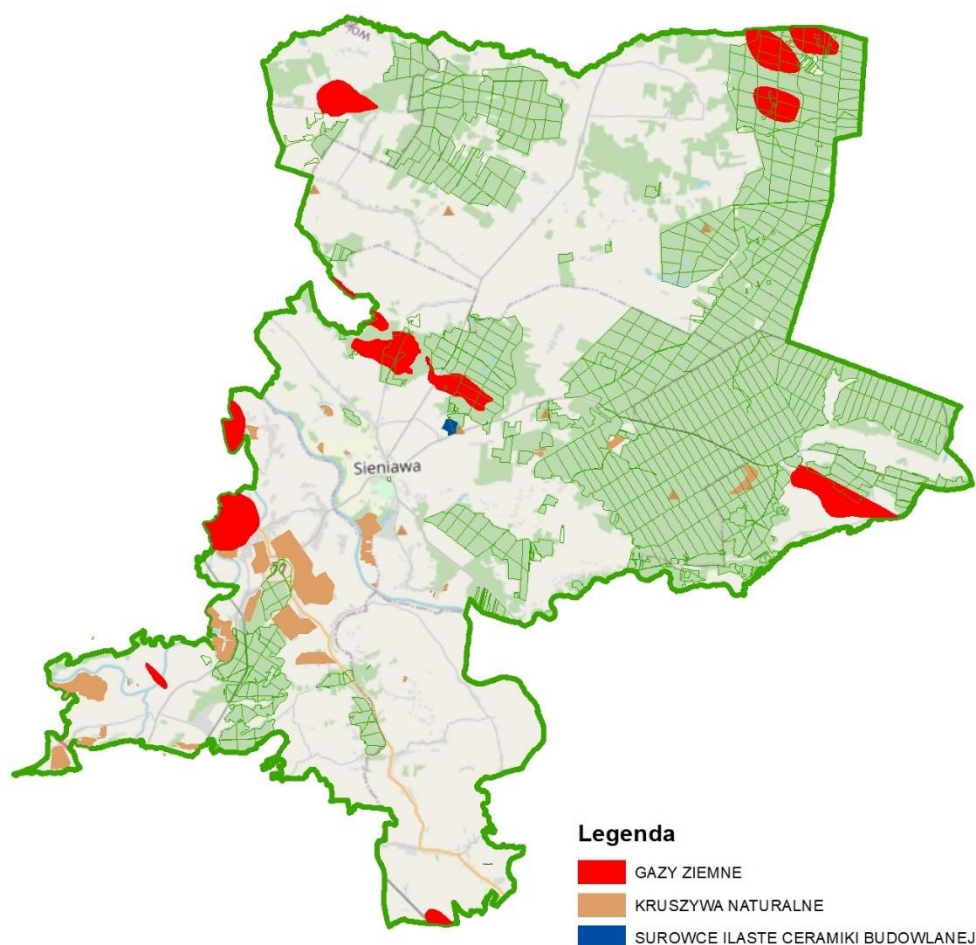 Sieniawa
Legenda
GAZY ZIEMNE
KRUSZYWA NATURALNE
SUROWCE ILASTE CERAMIKI BUDOWLANEJ